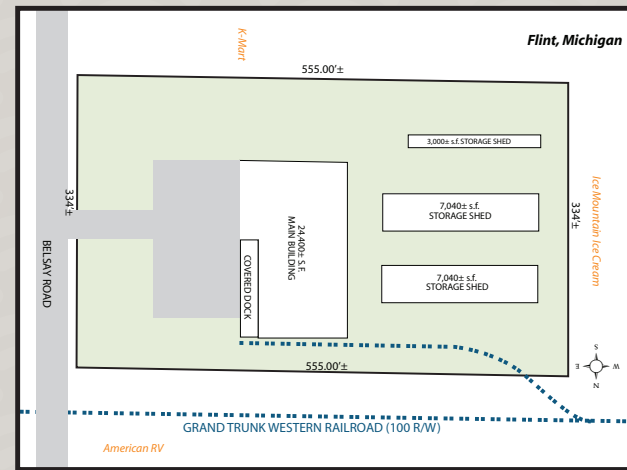 Flint, Michigan
K-Mart
555.00'±
3,000± s.f. STORAGE SHED
334'±
7,040± s.f.
STORAGE SHED
334'±
Ice Mountain Ice Cream
24,400± S.F.
MAIN BUILDING
BELSAY ROAD
COVERED DOCK
7,040± s.f.
STORAGE SHED
S
E
W
N
555.00'±
GRAND TRUNK WESTERN RAILROAD (100 R/W)
American RV